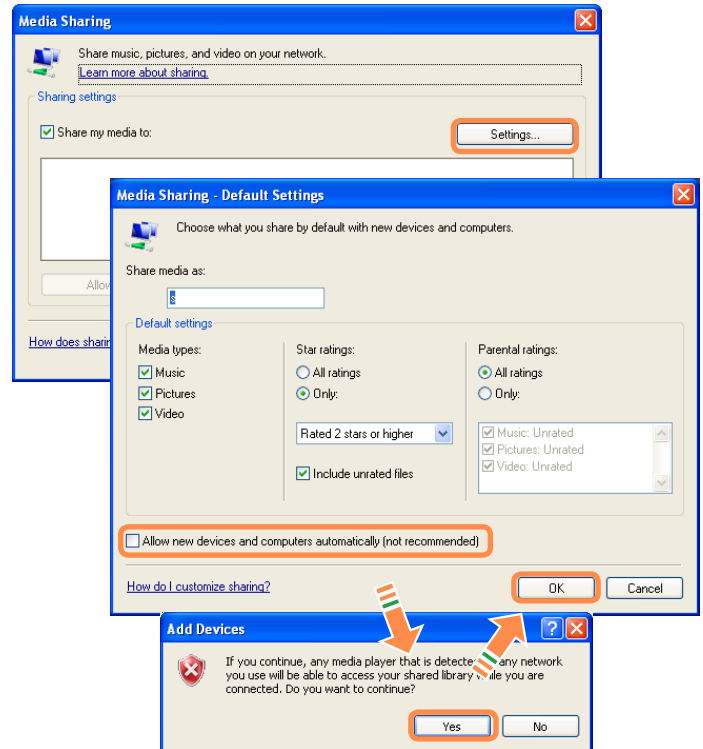 Media Sharing
Share music, pictures, and video on your network.
Learn more about sharing.
Sharing settings
Share my media to:
Settings...
Allow
How does sharin
Media Sharing - Default Settings
Choose what you share by default with new devices and computers.
Share media as:
s
Default settings
Media types:
Music
Pictures
Video
Star ratings:
All ratings
Only:
Rated 2 stars or higher
Include unrated files
Parental ratings:
All ratings
Only:
Music: Unrated
Pictures: Unrated
Video: Unrated
Allow new devices and computers automatically (not recommended)
How do I customize sharing?
OK
Cancel
Add Devices
If you continue, any media player that is detecte any network
you use will be able to access your shared library while you are
connected. Do you want to continue?
Yes
No